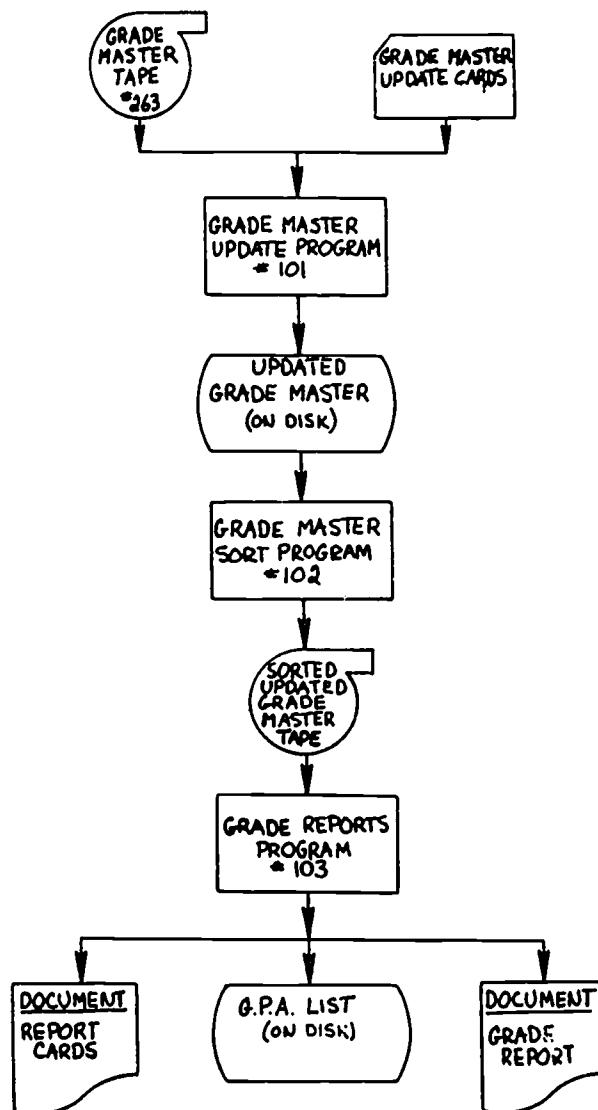 GRADE
MASTER
TAPE
#263
GRADE MASTER
UPDATE CARDS
GRADE MASTER
UPDATE PROGRAM
# 101
UPDATED
GRADE MASTER
(ON DISK)
GRADE MASTER
SORT PROGRAM
#102
SORTED
UPDATED
GRADE
MASTER
TAPE
GRADE REPORTS
PROGRAM
# 103
DOCUMENT
REPORT
CARDS
G.P.A. LIST
(ON DISK)
DOCUMENT
GRADE
REPORT